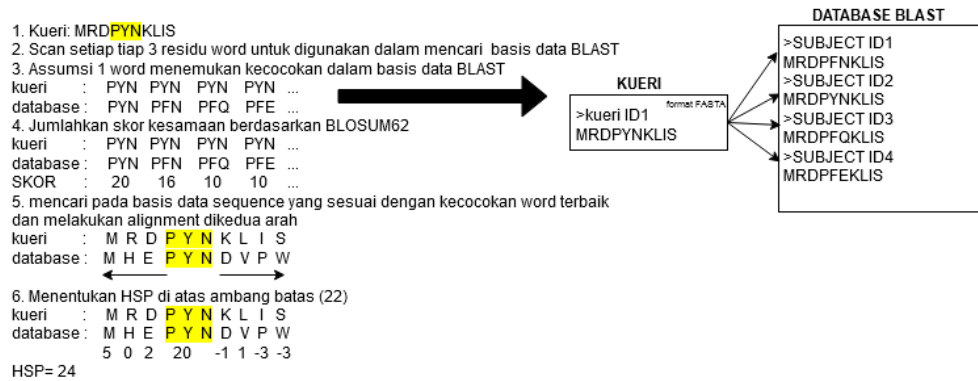 1. Kueri: MRDPYNKLIS
2. Scan setiap tiap 3 residu word untuk digunakan dalam mencari basis data BLAST
3. Assumsi 1 word menemukan kecocokan dalam basis data BLAST
kueri : PYN PYN PYN PYN ...
database : PYN PFN PFQ PFE ...
4. Jumlahkan skor kesamaan berdasarkan BLOSUM62
kueri : PYN PYN PYN PYN ...
database : PYN PFN PFQ PFE ...
SKOR : 20 16 10 10 ...
5. mencari pada basis data sequence yang sesuai dengan kecocokan word terbaik
dan melakukan alignment dikedua arah
kueri : M R D P Y N K L I S
database : M H E P Y N D V P W
6. Menentukan HSP di atas ambang batas (22)
kueri : M R D P Y N K L I S
database : M H E P Y N D V P W
5 0 2 20 -1 1 -3 -3
HSP= 24
KUERI
format FASTA
>kueri ID1
MRDPYNKLIS
DATABASE BLAST
>SUBJECT ID1
MRDPFNKLIS
>SUBJECT ID2
MRDPYNKLIS
>SUBJECT ID3
MRDPFQKLIS
>SUBJECT ID4
MRDPFEKLIS